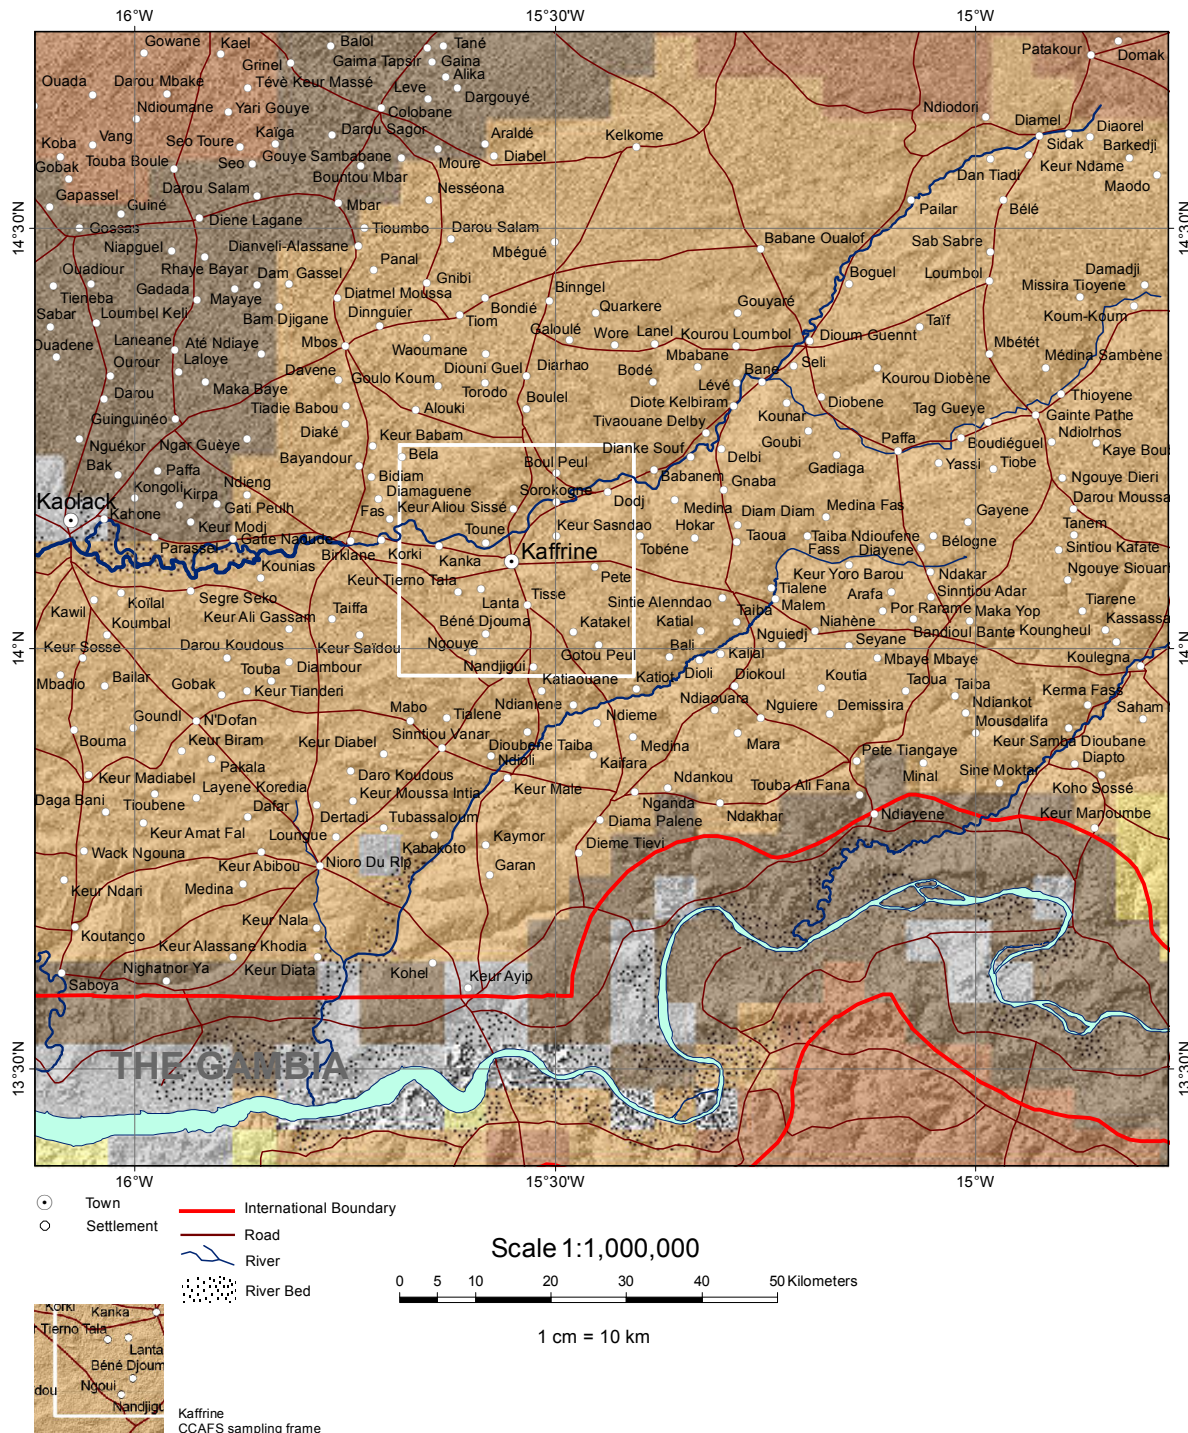 16°W 15°30'W 15°W
Gowane Kael Balol Tané Patakour Domak
Grinel Gaima Tapsir Gaina
Ouada Darou Mbake Tévè Keur Massé Alika
Ndioumane Yari Gouye Leve Dargouyé
Colobane Ndiodori
Koba Vang Seo Toure Kaïga Darou Sagor Araldé Kelkome Diamel Diaorel
Gobak Touba Boule Seo Gouye Sambabane Moure Diabel Sidak Barkedji
Bountou Mbar Dan Tiadi Keur Ndame
Gapassel Guiné Darou Salam Mbar Nesséona Pailar Bélé Maodo
14°30'N Gossas Diene Lagane Tioumbo Darou Salam Babane Oualof Sab Sabre 14°30'N
Niapguel Dianveli-Alassane Panal Mbégué
Ouadiour Rhaye Bayar Dam Gassel Gnibi Binngel Boguel Loumbol Damadji
Tieneba Gadada Mayaye Diatmel Moussa Bondié Quarkere Gouyaré Missira Tioyene
Sabar Loumbel Keli Bam Djigane Dinnguier Tiom Koum-Koum
Ouadene Laneane Até Ndiaye Mbos Waoumane Galoulé Wore Lanel Kourou Loumbol Dioum Guennt Taïf Mbétét
Ourour Laloye Davene Diouni Guel Diarhao Mbabane Seli Médina Sambène
Darou Maka Baye Goulo Koum Torodo Bodé Lévé Bane Kourou Diobène Thioyene
Guinguinéo Tiadie Babou Alouki Boulel Diote Kelbiram Kounar Diobene Tag Gueye Gainte Pathe
Nguékor Ngar Guèye Diaké Keur Babam Tivaouane Delby Goubi Paffa Boudiéguel Ndiolrhos
Bak Paffa Bayandour Bela Boul Peul Dianke Souf Delbi Gadiaga Yassi Tiobe Kaye Bou
Kongoli Kirpa Ndieng Bidiam Sorokogne Babanem Gnaba Ngouye Dieri
Kaolack Kahone Gati Peulh Diamaguene Dodj Medina Medina Fas Gayene Darou Moussa
Keur Modj Fas Keur Aliou Sissé Diam Diam Tanem
Parassel Gafie Naoude Toune Keur Sasndao Hokar Taiba Ndioufene Bélogne Sintiou Kafate
Birklane Korki Kanka Kaffrine Tobéne Taoua Fass Diayene
Kounias Keur Tierno Tala Pete Keur Yoro Barou Ndakar Ngouye Siouar
Kawil Koïlal Segre Seko Lanta Tisse Sintie Alenndao Tialene Arafa Sinntiou Adar Tiarene
Koumbal Keur Ali Gassam Taiffa Béné Djouma Katakel Katial Taiba Malem Niahène Por Rarame Maka Yop Kassassa
14°N Keur Sosse Darou Koudous Keur Saïdou Ngouye Gotou Peul Bali Kalial Nguiedj Seyane Bandioul Bante Koungheul 14°N
Mbadio Bailar Touba Diambour Nandjigui Katiaouane Katiot Dioli Diokoul Koutia Mbaye Mbaye Koulegna
Gobak Keur Tianderi Taoua Taiba Kerma Fass
Goundl N'Dofan Mabo Tialene Ndianlene Ndieme Ndiaouara Nguiere Demissira Ndiankot Saham
Bouma Keur Biram Keur Diabel Sinntiou Vanar Dioubene Taiba Medina Mara Mousdalifa
Keur Madiabel Pakala Daro Koudous Ndioli Kaifara Pete Tiangaye Keur Samba Dioubane
Daga Bani Tioubene Layene Koredia Keur Moussa Intia Keur Male Ndankou Touba Ali Fana Minal Sine Moktar Diapto
Dafar Dertadi Tubassaloum Nganda Koho Sossé
Keur Amat Fal Loungue Kaymor Diama Palene Ndakhar Ndiayene Keur Manoumbe
Wack Ngouna Keur Abibou Nioro Du Rip Kabakoto Dieme Tievi
Keur Ndari Medina Garan
Koutango Keur Nala
Keur Alassane Khodia
Saboya Nighatnor Ya Keur Diata Kohel Keur Ayip
13°30'N THE GAMBIA 13°30'N
16°W 15°30'W 15°W
Town
Settlement
International Boundary
Road
River
River Bed
Scale 1:1,000,000
0 5 10 20 30 40 50 Kilometers
1 cm = 10 km
Korki Kanka
Tierno Tala
Lanta
Béné Djoum
dou Ngoui
Nandjigu
Kaffrine
CCAFS sampling frame